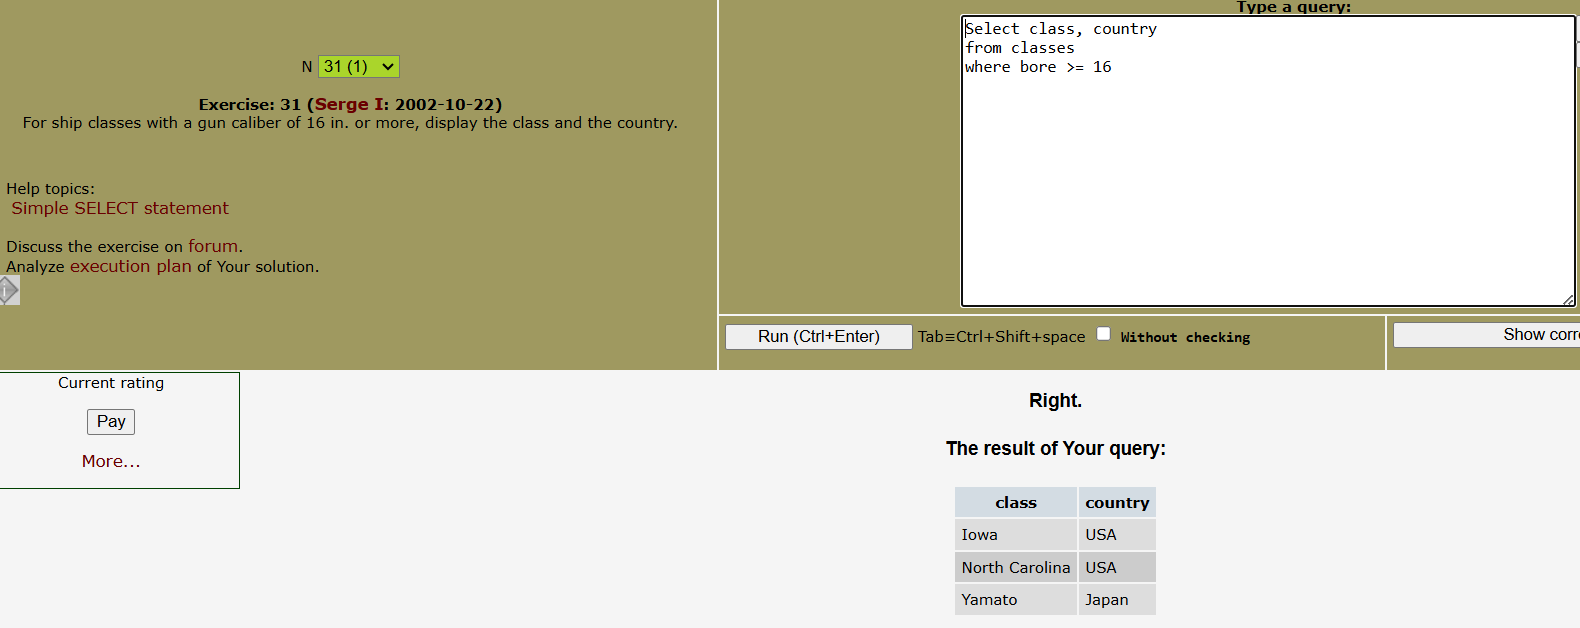 N 31 (1)
Exercise: 31 (Serge I: 2002-10-22)
For ship classes with a gun caliber of 16 in. or more, display the class and the country.
Help topics:
Simple SELECT statement
Discuss the exercise on forum.
Analyze execution plan of Your solution.
Type a query:
Select class, country
from classes
where bore >= 16
Run (Ctrl+Enter) Tab≡Ctrl+Shift+space Without checking
Show corr
Current rating
Pay
More...
Right.
The result of Your query:
class country
Iowa USA
North Carolina USA
Yamato Japan